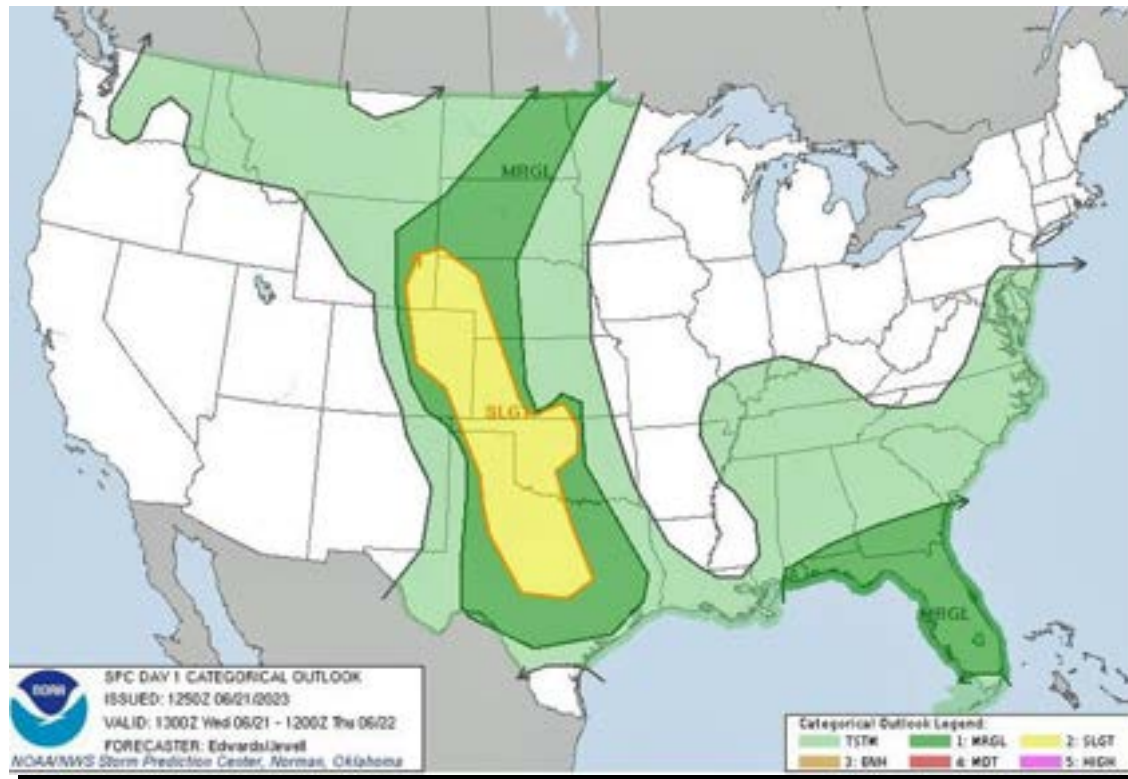 MRGL
SLGT
MRGL
NOAA
SPC DAY 1 CATEGORICAL OUTLOOK
ISSUED: 1250Z 06/21/2023
VALID: 1300Z Wed 06/21 - 1200Z Thu 06/22
FORECASTER: Edwards/Jewell
NOAA/NWS Storm Prediction Center, Norman, Oklahoma
Categorical Outlook Legend:
TSTM 1: MRGL 2: SLGT
3: ENH 4: MDT 5: HIGH